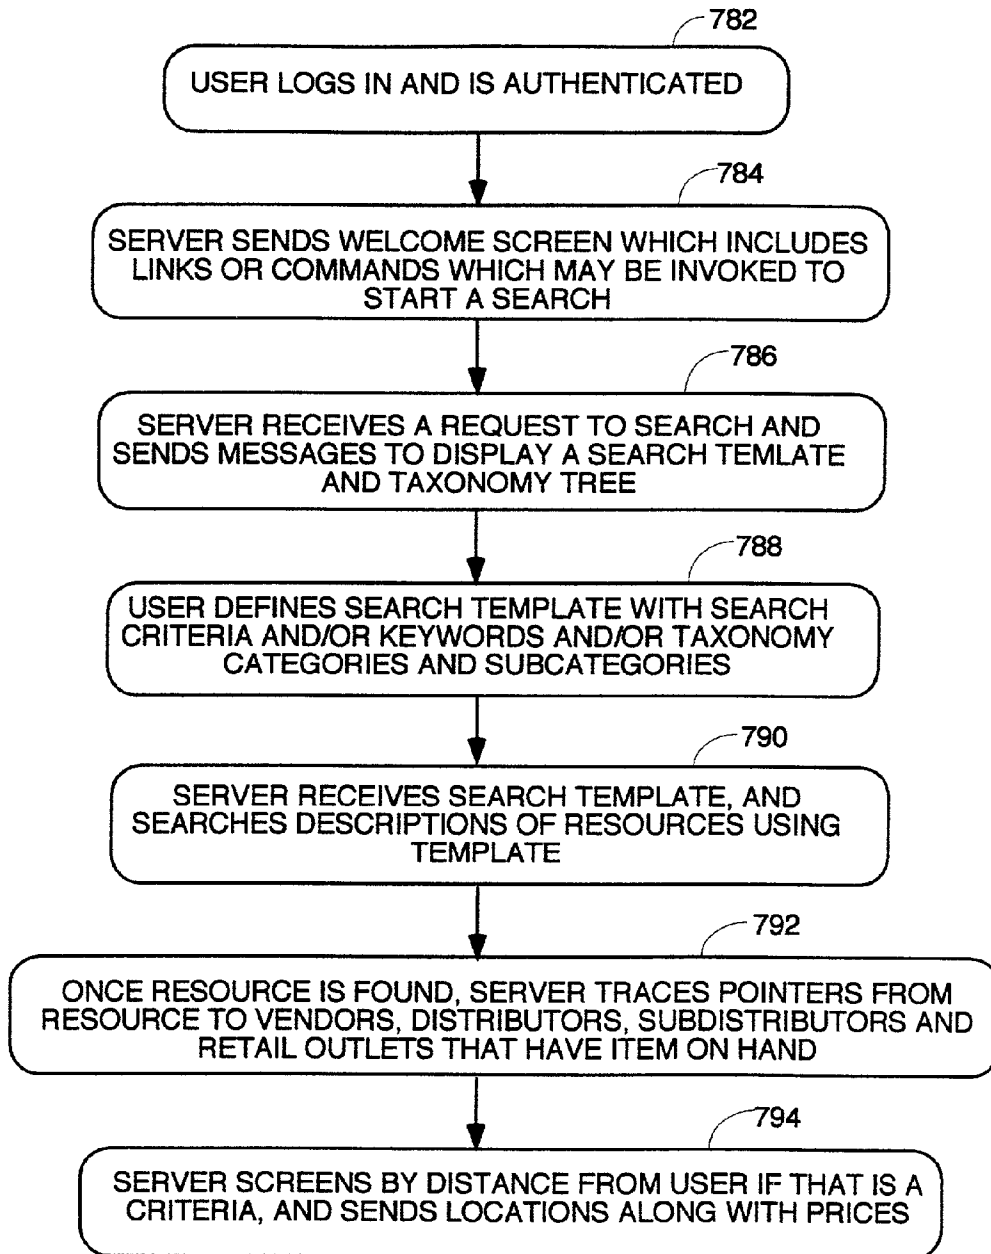 782
USER LOGS IN AND IS AUTHENTICATED
784
SERVER SENDS WELCOME SCREEN WHICH INCLUDES
LINKS OR COMMANDS WHICH MAY BE INVOKED TO
START A SEARCH
786
SERVER RECEIVES A REQUEST TO SEARCH AND
SENDS MESSAGES TO DISPLAY A SEARCH TEMLATE
AND TAXONOMY TREE
788
USER DEFINES SEARCH TEMPLATE WITH SEARCH
CRITERIA AND/OR KEYWORDS AND/OR TAXONOMY
CATEGORIES AND SUBCATEGORIES
790
SERVER RECEIVES SEARCH TEMPLATE, AND
SEARCHES DESCRIPTIONS OF RESOURCES USING
TEMPLATE
792
ONCE RESOURCE IS FOUND, SERVER TRACES POINTERS FROM
RESOURCE TO VENDORS, DISTRIBUTORS, SUBDISTRIBUTORS AND
RETAIL OUTLETS THAT HAVE ITEM ON HAND
794
SERVER SCREENS BY DISTANCE FROM USER IF THAT IS A
CRITERIA, AND SENDS LOCATIONS ALONG WITH PRICES